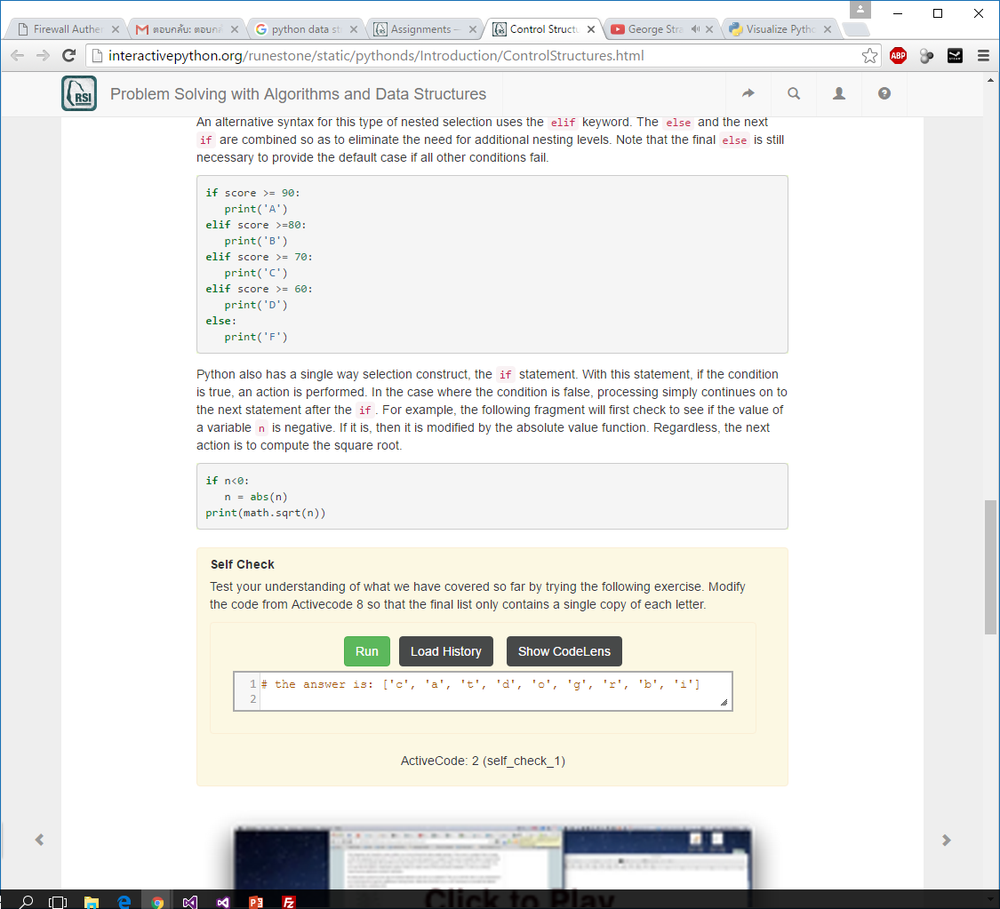 Firewall Authen
ตอบกลับ: ตอบกล
python data st
Assignments —
Control Structu
George Stra
Visualize Pytho
interactivepython.org/runestone/static/pythonds/Introduction/ControlStructures.html
ABP
RSI
Problem Solving with Algorithms and Data Structures
An alternative syntax for this type of nested selection uses the elif keyword. The else and the next
if are combined so as to eliminate the need for additional nesting levels. Note that the final else is still
necessary to provide the default case if all other conditions fail.
if score >= 90:
   print('A')
elif score >=80:
   print('B')
elif score >= 70:
   print('C')
elif score >= 60:
   print('D')
else:
   print('F')
Python also has a single way selection construct, the if statement. With this statement, if the condition
is true, an action is performed. In the case where the condition is false, processing simply continues on to
the next statement after the if. For example, the following fragment will first check to see if the value of
a variable n is negative. If it is, then it is modified by the absolute value function. Regardless, the next
action is to compute the square root.
if n<0:
   n = abs(n)
print(math.sqrt(n))
Self Check
Test your understanding of what we have covered so far by trying the following exercise. Modify
the code from Activecode 8 so that the final list only contains a single copy of each letter.
Run Load History Show CodeLens
1 # the answer is: ['c', 'a', 't', 'd', 'o', 'g', 'r', 'b', 'i']
2
ActiveCode: 2 (self_check_1)
Click to Play